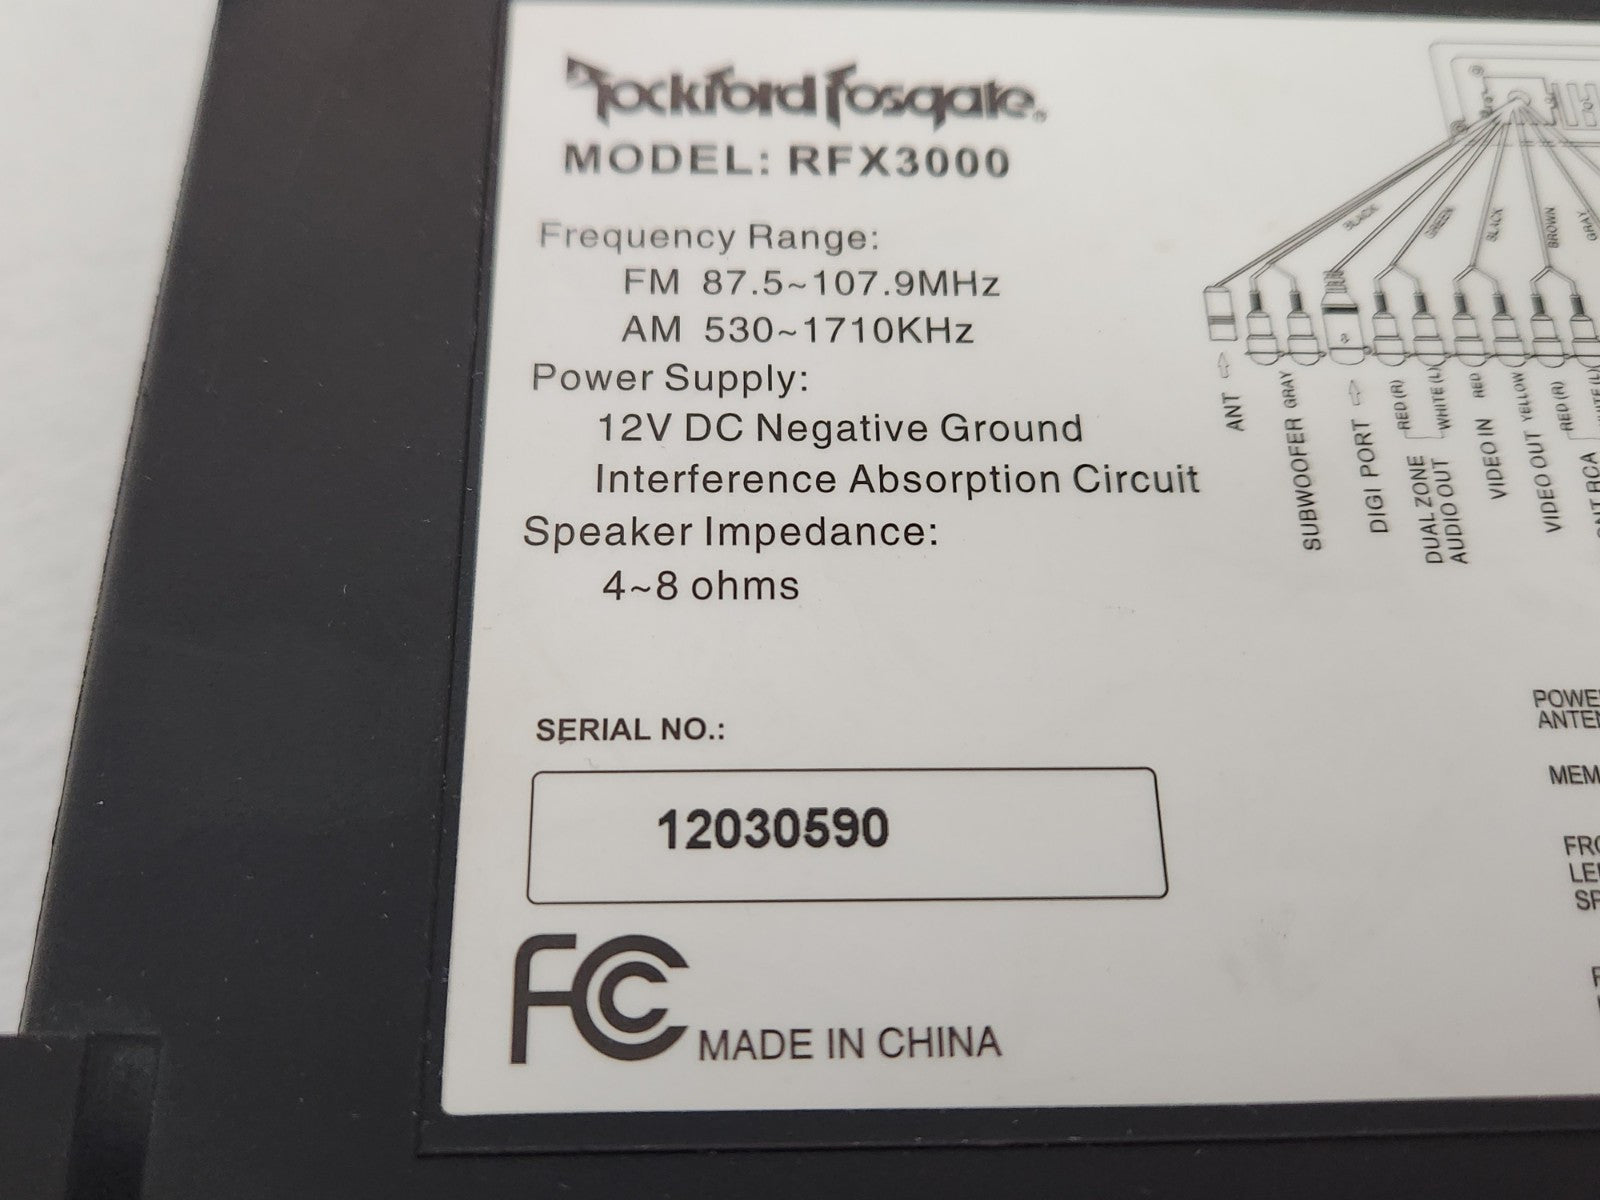 Rockford Fosgate®
MODEL: RFX3000
Frequency Range:
FM 87.5~107.9MHz
AM 530~1710KHz
Power Supply:
12V DC Negative Ground
Interference Absorption Circuit
Speaker Impedance:
4~8 ohms
SERIAL NO.:
12030590
FC
MADE IN CHINA
BLACK
GREEN
BLACK
BROWN
GRAY
ANT
SUBWOOFER GRAY
DIGI PORT
RED (R)
WHITE (L)
DUAL ZONE
AUDIO OUT
VIDEO IN RED
VIDEO OUT YELLOW
RED (R)
RCA